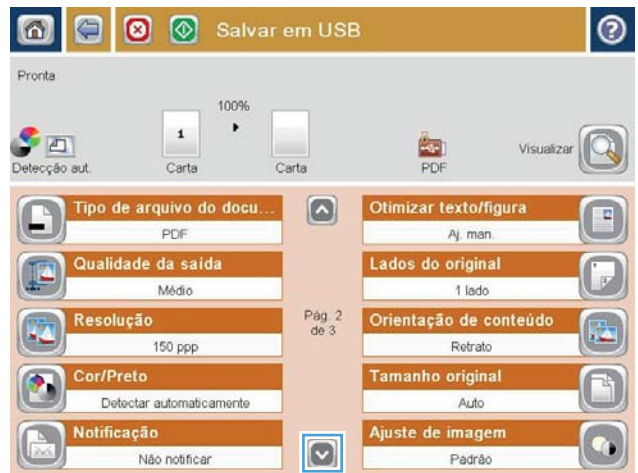 Salvar em USB
Pronta
100%
1
Detecção aut.
Carta
Carta
PDF
Visualizar
Tipo de arquivo do docu...
PDF
Qualidade da saída
Médio
Resolução
150 ppp
Cor/Preto
Detectar automaticamente
Notificação
Não notificar
Pág. 2
de 3
Otimizar texto/figura
Aj. man.
Lados do original
1 lado
Orientação de conteúdo
Retrato
Tamanho original
Auto
Ajuste de imagem
Padrão